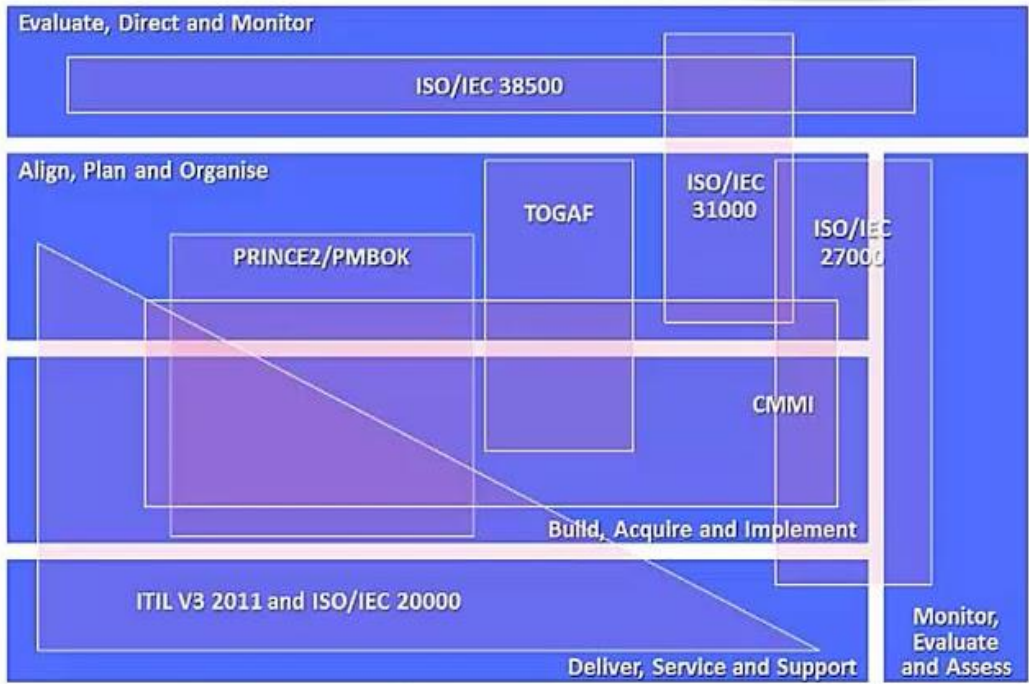 Evaluate, Direct and Monitor
ISO/IEC 38500
Align, Plan and Organise
ISO/IEC
31000
TOGAF
ISO/IEC
27000
PRINCE2/PMBOK
CMMI
Build, Acquire and Implement
ITIL V3 2011 and ISO/IEC 20000
Deliver, Service and Support
Monitor,
Evaluate
and Assess